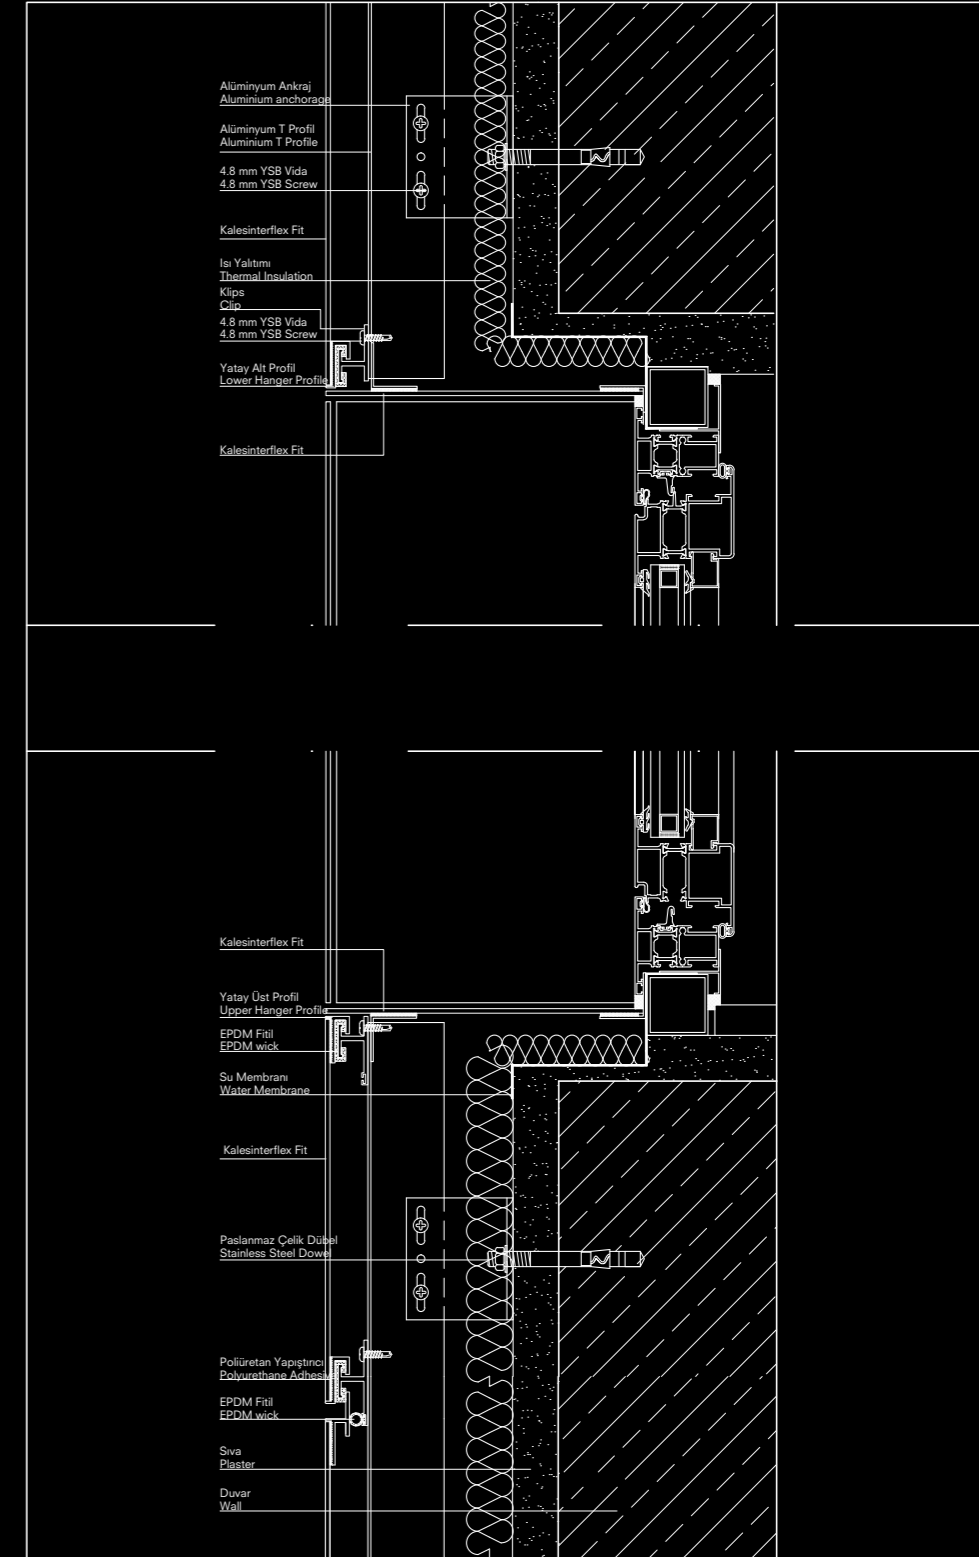 Alüminyum Ankraj
Aluminium anchorage
Alüminyum T Profil
Aluminium T Profile
4.8 mm YSB Vida
4.8 mm YSB Screw
Kalesinterflex Fit
Isı Yalıtımı
Thermal Insulation
Klips
Clip
4.8 mm YSB Vida
4.8 mm YSB Screw
Yatay Alt Profil
Lower Hanger Profile
Kalesinterflex Fit
Kalesinterflex Fit
Yatay Üst Profil
Upper Hanger Profile
EPDM Fitil
EPDM wick
Su Membranı
Water Membrane
Kalesinterflex Fit
Paslanmaz Çelik Dübel
Stainless Steel Dowel
Poliüretan Yapıştırıcı
Polyurethane Adhesive
EPDM Fitil
EPDM wick
Sıva
Plaster
Duvar
Wall